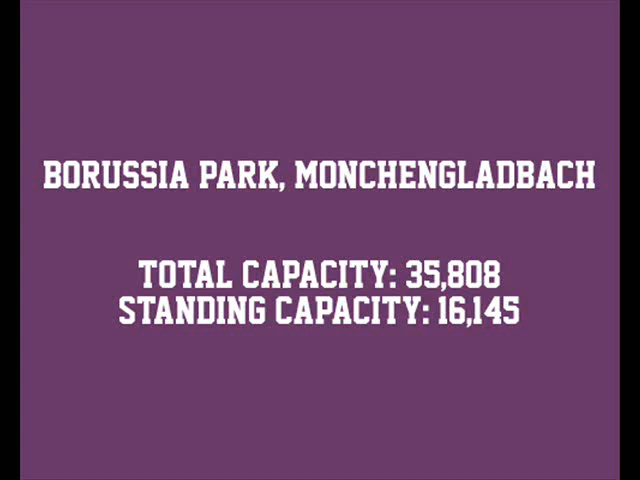 BORUSSIA PARK, MONCHENGLADBACH
TOTAL CAPACITY: 35,808
STANDING CAPACITY: 16,145